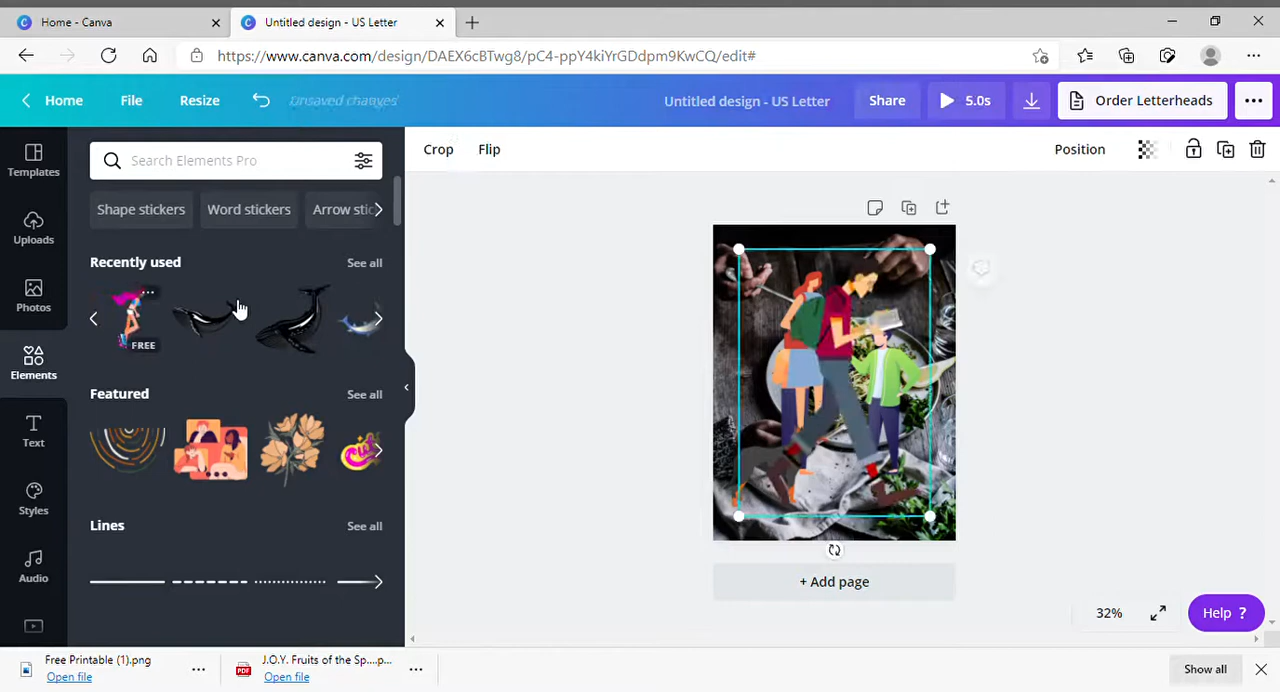 Home - Canva
Untitled design - US Letter
https://www.canva.com/design/DAEX6cBTwg8/pC4-ppY4kiYrGDdpm9KwCQ/edit#
Home
File
Resize
Unsaved changes
Untitled design - US Letter
Share
5.0s
Order Letterheads
Templates
Uploads
Photos
Elements
Text
Styles
Audio
Search Elements Pro
Shape stickers
Word stickers
Arrow stic
Recently used
See all
FREE
Featured
See all
Lines
See all
Crop
Flip
Position
+ Add page
32%
Help ?
Free Printable (1).png
Open file
J.O.Y. Fruits of the Sp....p...
Open file
Show all